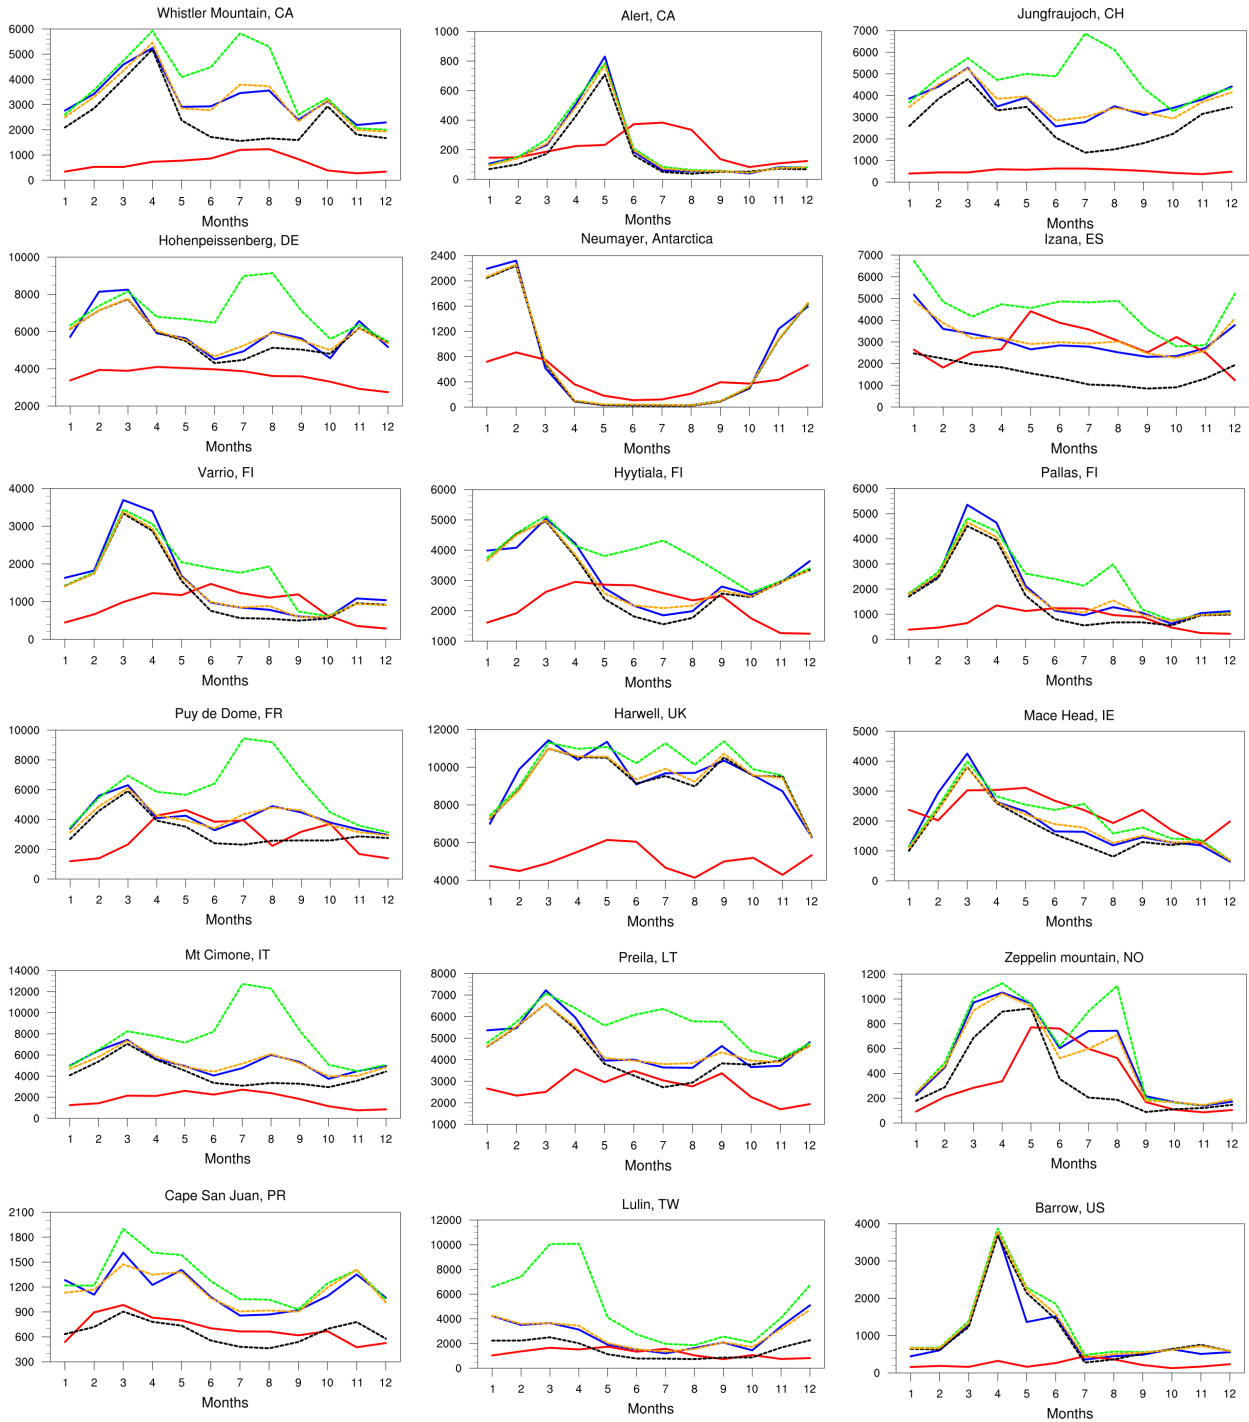 Whistler Mountain, CA
6000
5000
4000
3000
2000
1000
0
1 2 3 4 5 6 7 8 9 10 11 12
Months
Alert, CA
1000
800
600
400
200
0
1 2 3 4 5 6 7 8 9 10 11 12
Months
Jungfraujoch, CH
7000
6000
5000
4000
3000
2000
1000
0
1 2 3 4 5 6 7 8 9 10 11 12
Months
Hohenpeissenberg, DE
10000
8000
6000
4000
2000
1 2 3 4 5 6 7 8 9 10 11 12
Months
Neumayer, Antarctica
2400
2000
1600
1200
800
400
0
1 2 3 4 5 6 7 8 9 10 11 12
Months
Izana, ES
7000
6000
5000
4000
3000
2000
1000
0
1 2 3 4 5 6 7 8 9 10 11 12
Months
Varrio, FI
4000
3000
2000
1000
0
1 2 3 4 5 6 7 8 9 10 11 12
Months
Hyytiala, FI
6000
5000
4000
3000
2000
1000
1 2 3 4 5 6 7 8 9 10 11 12
Months
Pallas, FI
6000
5000
4000
3000
2000
1000
0
1 2 3 4 5 6 7 8 9 10 11 12
Months
Puy de Dome, FR
10000
8000
6000
4000
2000
0
1 2 3 4 5 6 7 8 9 10 11 12
Months
Harwell, UK
12000
10000
8000
6000
4000
1 2 3 4 5 6 7 8 9 10 11 12
Months
Mace Head, IE
5000
4000
3000
2000
1000
0
1 2 3 4 5 6 7 8 9 10 11 12
Months
Mt Cimone, IT
14000
12000
10000
8000
6000
4000
2000
0
1 2 3 4 5 6 7 8 9 10 11 12
Months
Preila, LT
8000
7000
6000
5000
4000
3000
2000
1000
1 2 3 4 5 6 7 8 9 10 11 12
Months
Zeppelin mountain, NO
1200
1000
800
600
400
200
0
1 2 3 4 5 6 7 8 9 10 11 12
Months
Cape San Juan, PR
2100
1800
1500
1200
900
600
300
1 2 3 4 5 6 7 8 9 10 11 12
Months
Lulin, TW
12000
10000
8000
6000
4000
2000
0
1 2 3 4 5 6 7 8 9 10 11 12
Months
Barrow, US
4000
3000
2000
1000
0
1 2 3 4 5 6 7 8 9 10 11 12
Months